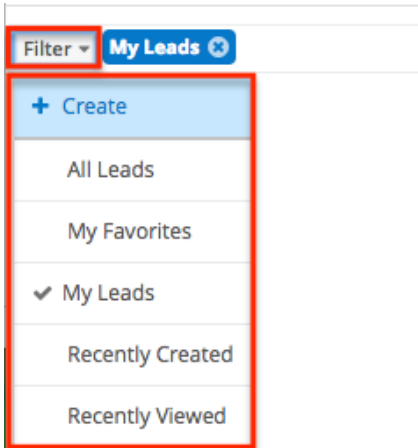 Filter My Leads
Create
All Leads
My Favorites
My Leads
Recently Created
Recently Viewed